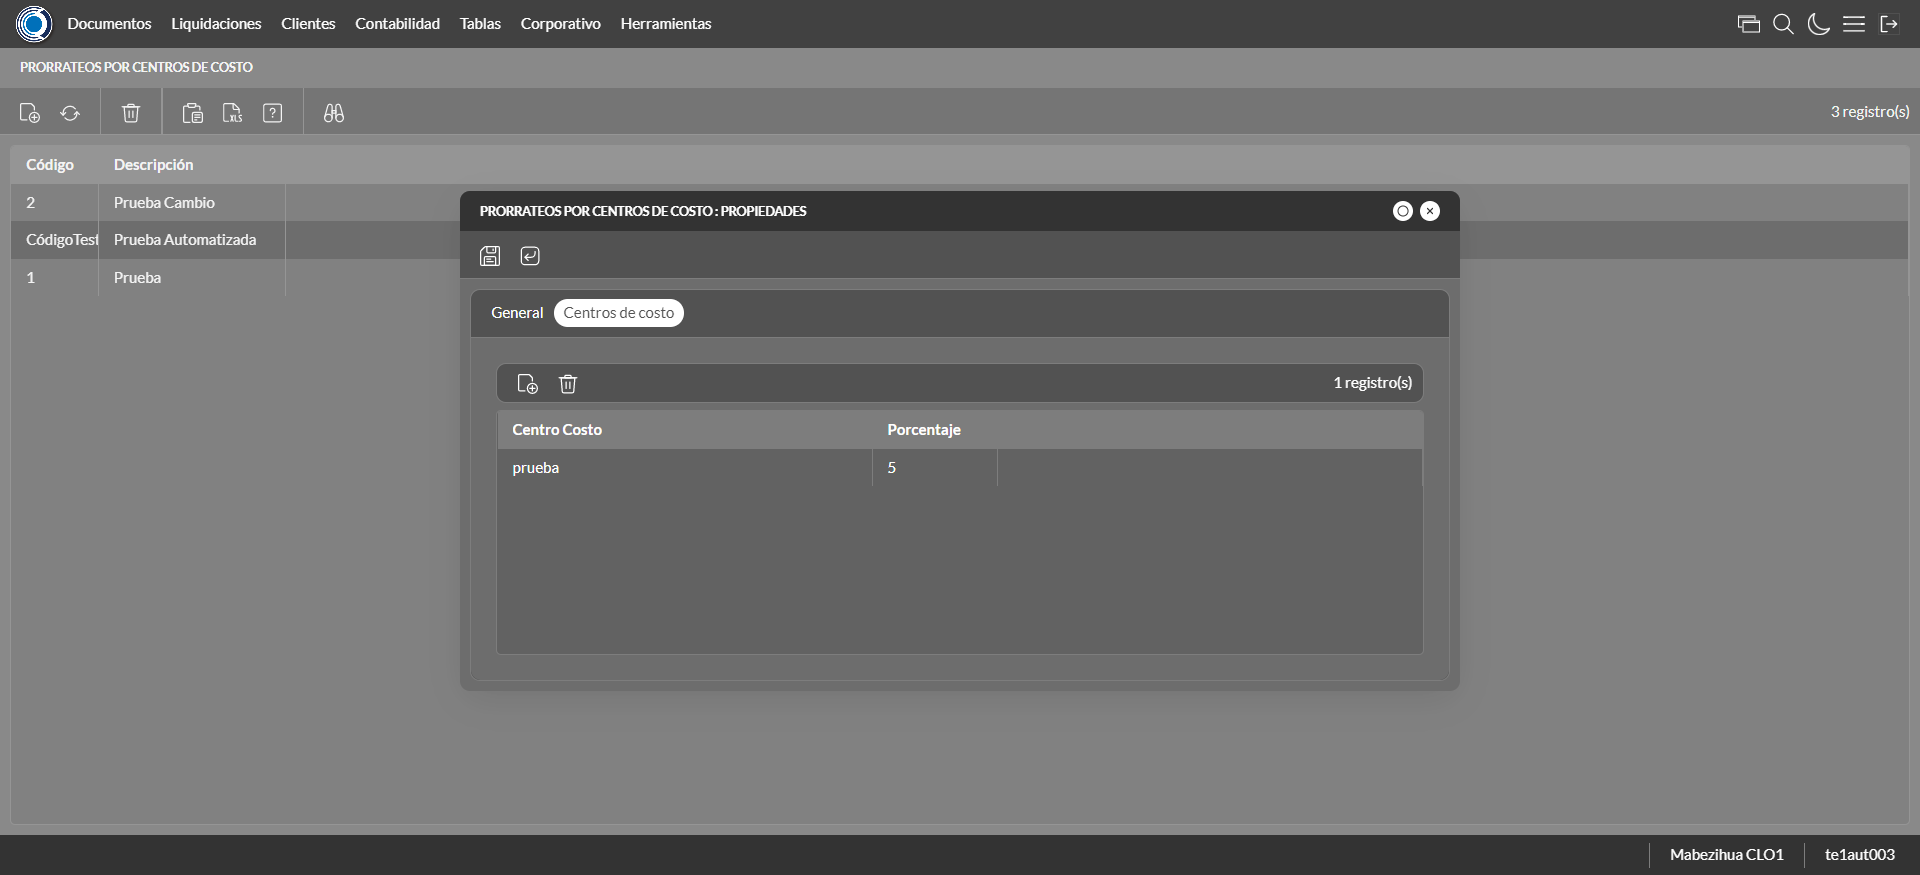 Documentos Liquidaciones Clientes Contabilidad Tablas Corporativo Herramientas
PRORRATEOS POR CENTROS DE COSTO
XLS ? 3 registro(s)
Código Descripción
2 Prueba Cambio
CódigoTest Prueba Automatizada
1 Prueba
PRORRATEOS POR CENTROS DE COSTO : PROPIEDADES
General Centros de costo
1 registro(s)
Centro Costo Porcentaje
prueba 5
Mabezihua CLO1 te1aut003